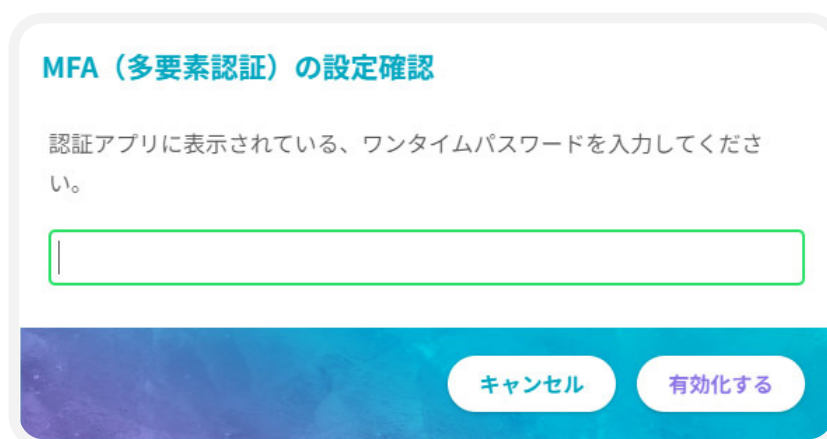 MFA（多要素認証）の設定確認
認証アプリに表示されている、ワンタイムパスワードを入力してくださ
い。
キャンセル
有効化する